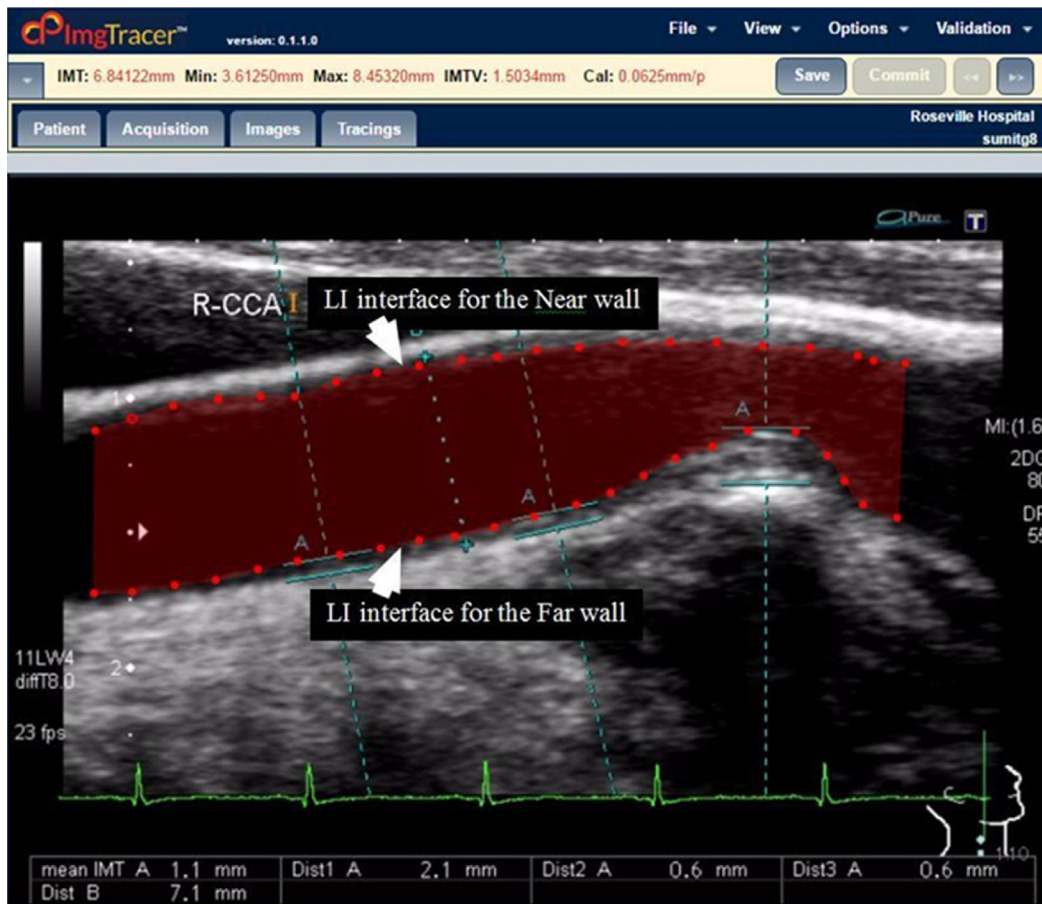 cPImgTracer™ version: 0.1.1.0 File View Options Validation
IMT: 6.84122mm Min: 3.61250mm Max: 8.45320mm IMTV: 1.5034mm Cal: 0.0625mm/p Save Commit
Patient Acquisition Images Tracings
Roseville Hospital
sumitg8
aPure T
LI interface for the Near wall
R-CCA I
1
A
MI:(1.6
2DG
80
A
DR
55
A
LI interface for the Far wall
11LW4
diffT8.0
2
23 fps
mean IMT A 1.1 mm Dist1 A 2.1 mm Dist2 A 0.6 mm Dist3 A 0.6 mm
Dist B 7.1 mm